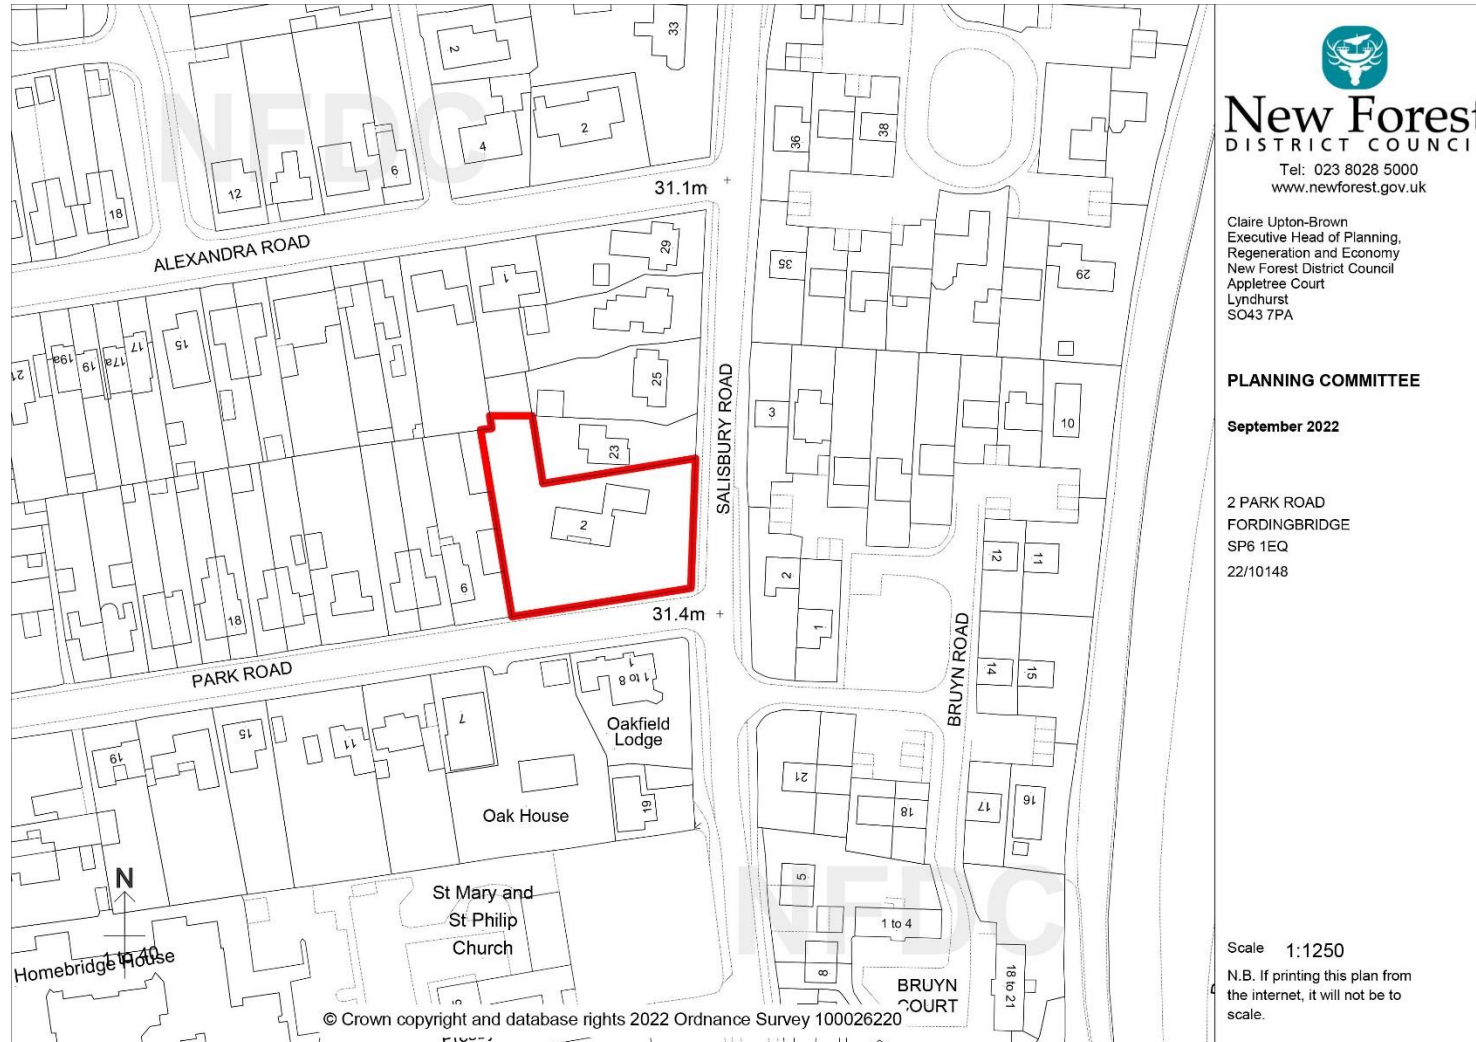 NFDC
2
33
36
38
4
2
6
12
18
31.1m
ALEXANDRA ROAD
29
35
29
1
21
19a
19
17a
17
15
25
SALISBURY ROAD
3
10
23
2
2
12
11
6
18
31.4m
1
BRUYN ROAD
14
15
PARK ROAD
1 to 8
1
Oakfield
Lodge
7
15
11
19
21
18
17
16
19
Oak House
5
N
St Mary and
St Philip
Church
NFDC
1 to 4
1 to 40
Homebridge House
8
18 to 21
BRUYN
COURT
© Crown copyright and database rights 2022 Ordnance Survey 100026220
New Forest
DISTRICT COUNCI
Tel: 023 8028 5000
www.newforest.gov.uk
Claire Upton-Brown
Executive Head of Planning,
Regeneration and Economy
New Forest District Council
Appletree Court
Lyndhurst
SO43 7PA
PLANNING COMMITTEE
September 2022
2 PARK ROAD
FORDINGBRIDGE
SP6 1EQ
22/10148
Scale 1:1250
N.B. If printing this plan from
the internet, it will not be to
scale.